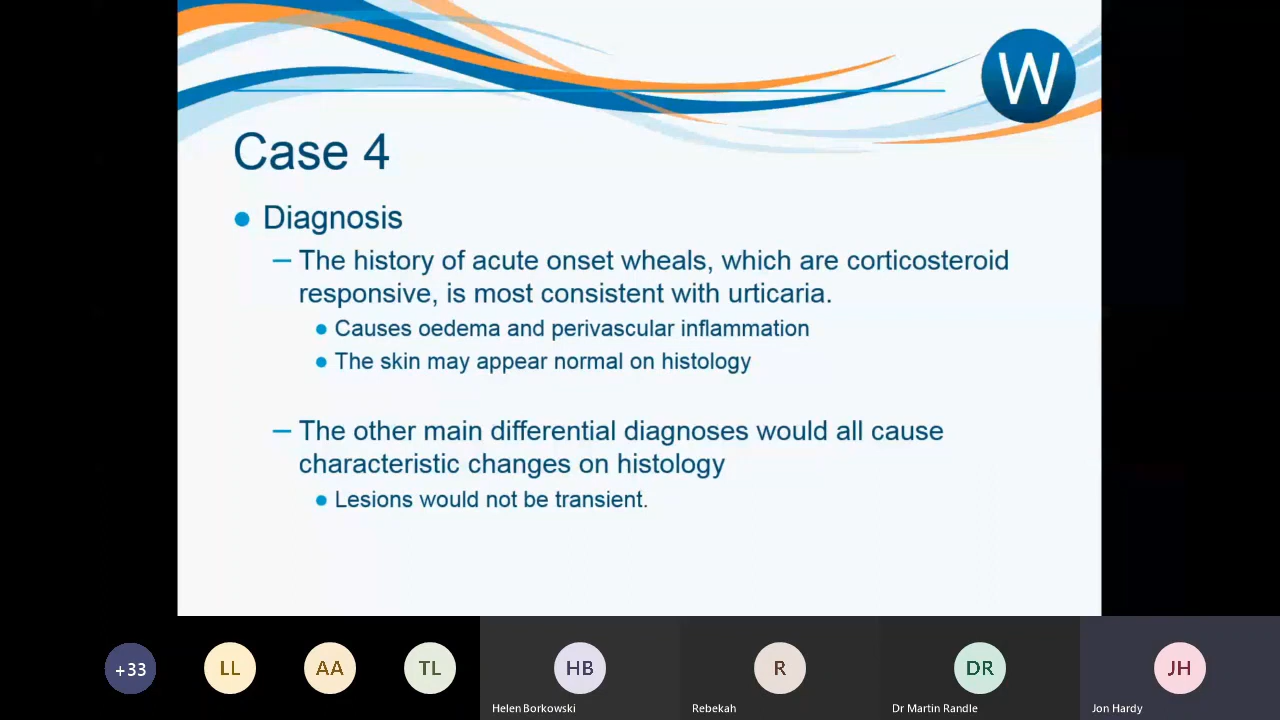 W
Case 4
Diagnosis
The history of acute onset wheals, which are corticosteroid
responsive, is most consistent with urticaria.
Causes oedema and perivascular inflammation
The skin may appear normal on histology
The other main differential diagnoses would all cause
characteristic changes on histology
Lesions would not be transient.
+33
LL
AA
TL
HB
R
DR
JH
Helen Borkowski
Rebekah
Dr Martin Randle
Jon Hardy